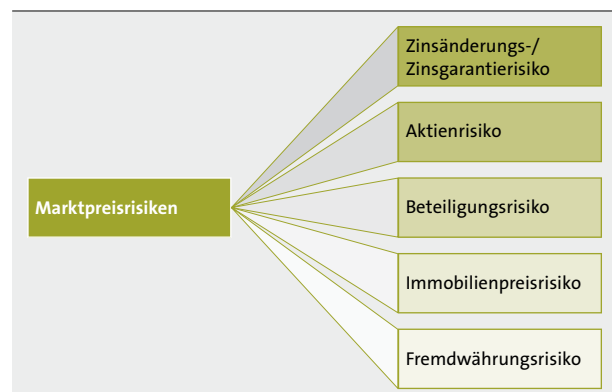 Marktpreisrisiken
Zinsänderungs-/
Zinsgarantierisiko
Aktienrisiko
Beteiligungsrisiko
Immobilienpreisrisiko
Fremdwährungsrisiko